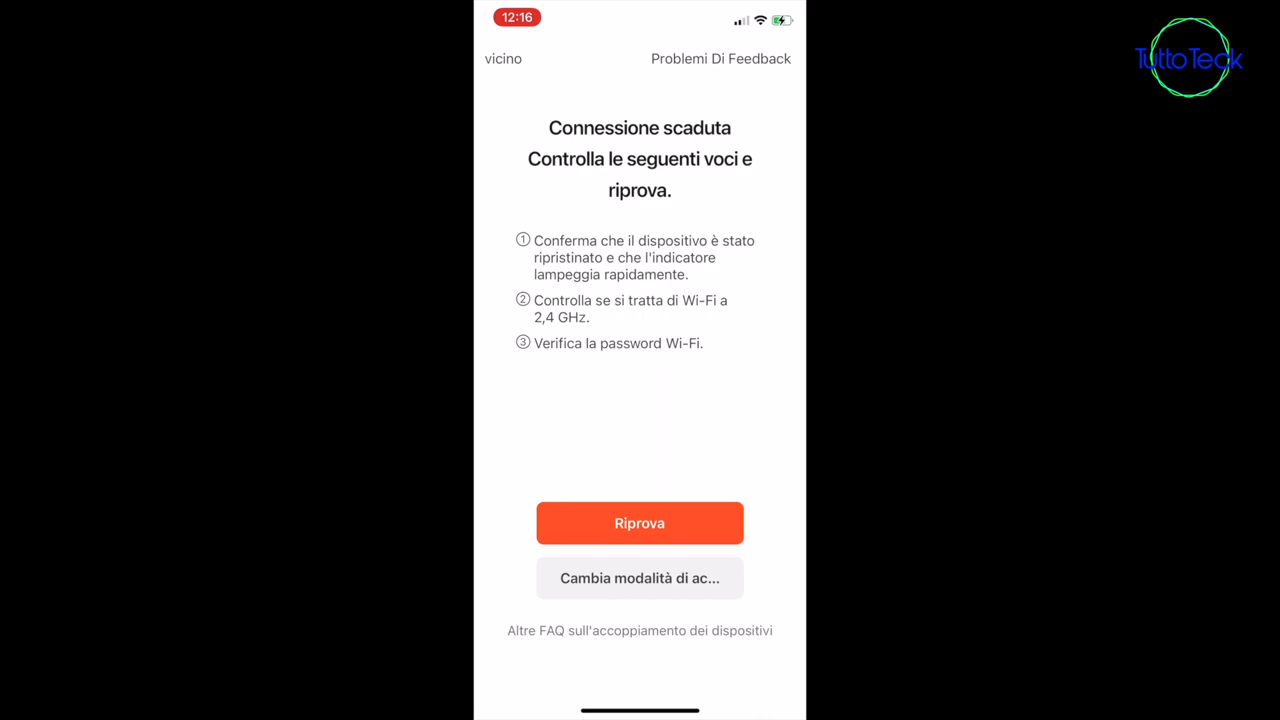 12:16
TuttoTeck
vicino
Problemi Di Feedback
Connessione scaduta
Controlla le seguenti voci e
riprova.
① Conferma che il dispositivo è stato
ripristinato e che l'indicatore
lampeggia rapidamente.
② Controlla se si tratta di Wi-Fi a
2,4 GHz.
③ Verifica la password Wi-Fi.
Riprova
Cambia modalità di ac...
Altre FAQ sull'accoppiamento dei dispositivi